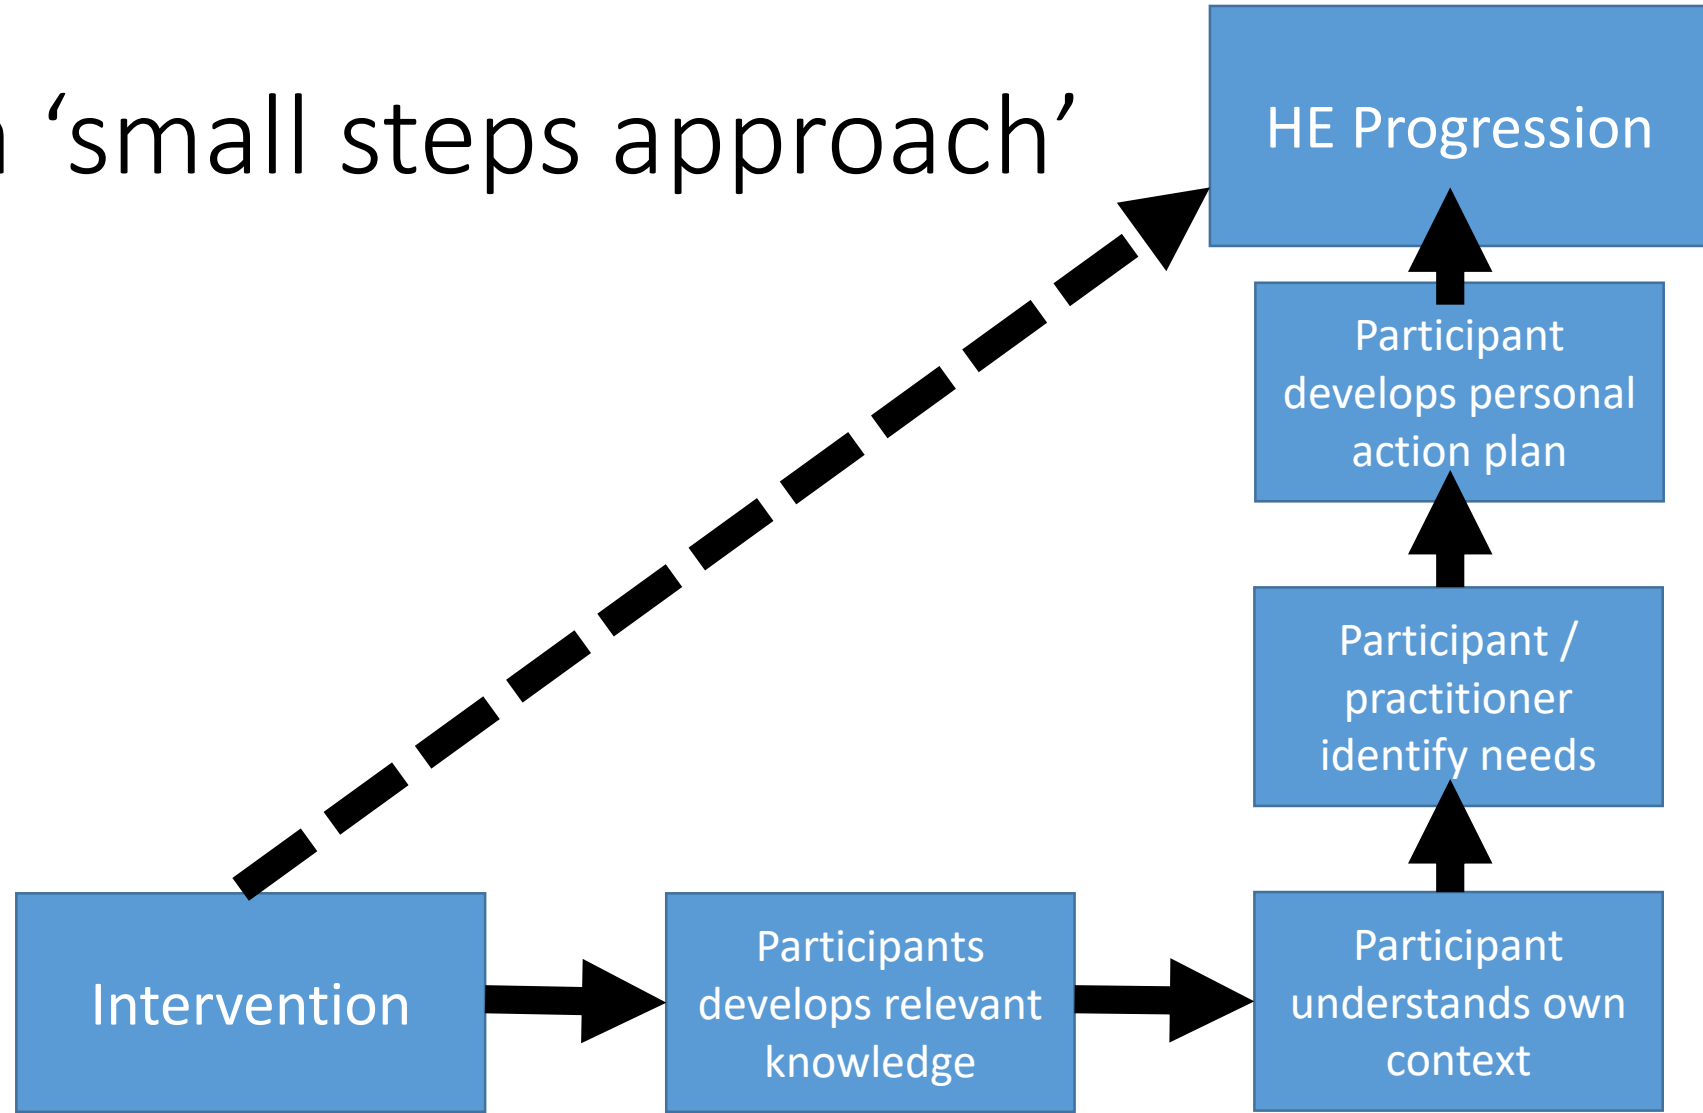 ‘small steps approach’
HE Progression
Participant
develops personal
action plan
Participant /
practitioner
identify needs
Intervention
Participants
develops relevant
knowledge
Participant
understands own
context